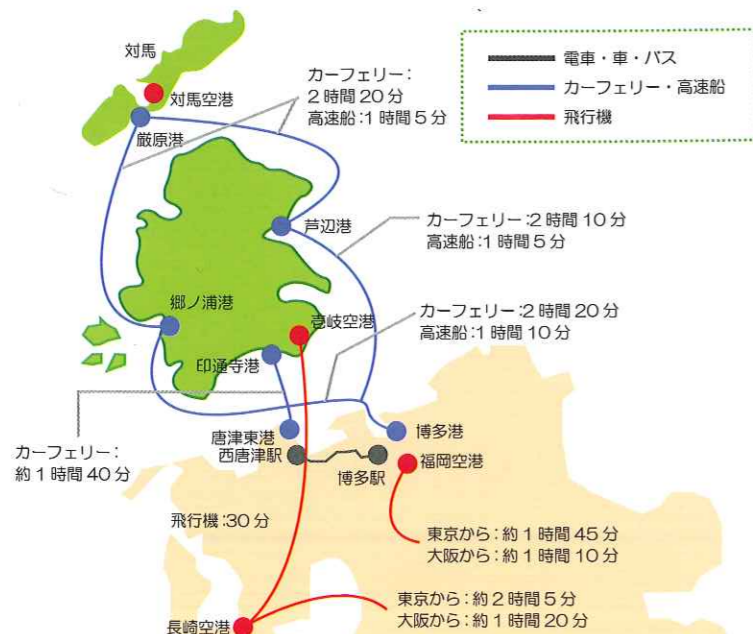 対馬
対馬空港
厳原港
カーフェリー：
2時間20分
高速船：1時間5分
電車・車・バス
カーフェリー・高速船
飛行機
芦辺港
カーフェリー：2時間10分
高速船：1時間5分
郷ノ浦港
壱岐空港
印通寺港
カーフェリー：2時間20分
高速船：1時間10分
カーフェリー：
約1時間40分
唐津東港
西唐津駅
博多港
博多駅
福岡空港
飛行機：30分
東京から：約1時間45分
大阪から：約1時間10分
東京から：約2時間5分
大阪から：約1時間20分
長崎空港